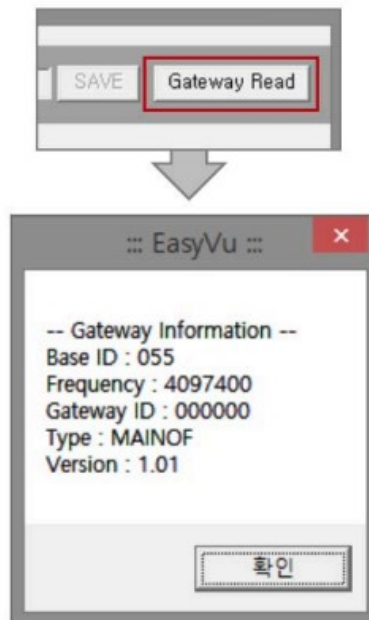 SAVE Gateway Read
::: EasyVu :::
-- Gateway Information --
Base ID : 055
Frequency : 4097400
Gateway ID : 000000
Type : MAINOF
Version : 1.01
확인